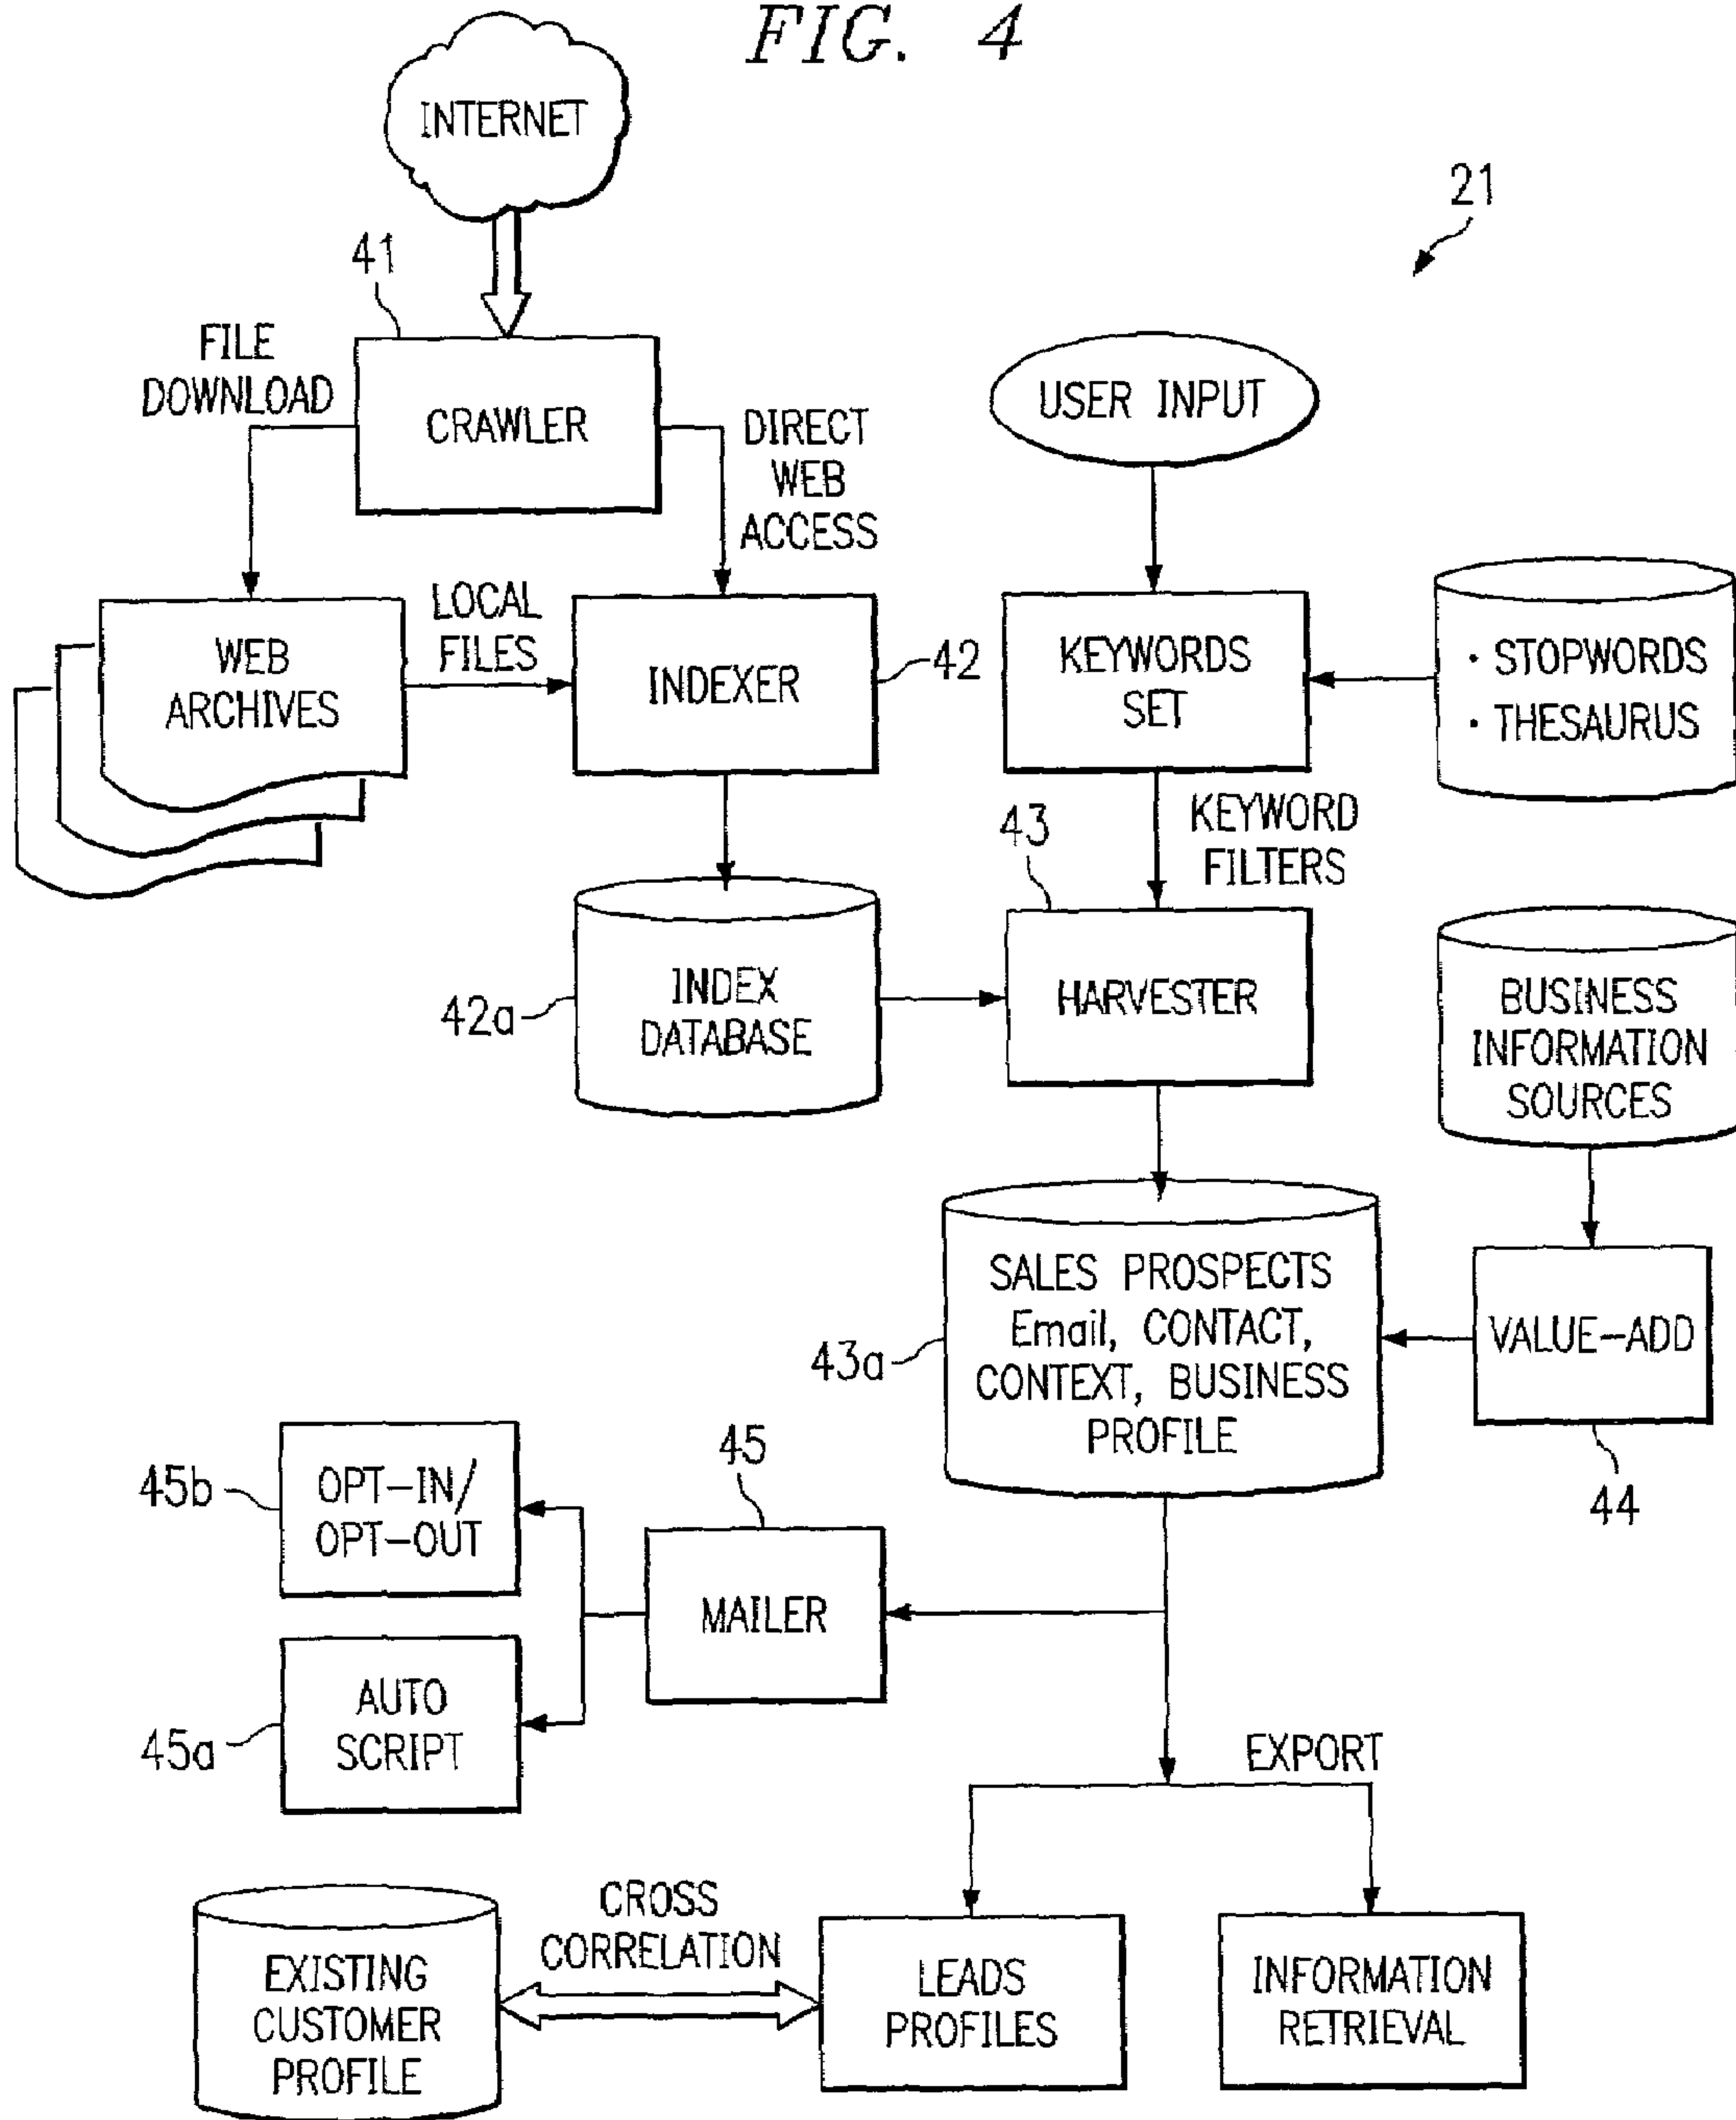 FIG. 4
INTERNET
21
41
FILE
DOWNLOAD
CRAWLER
DIRECT
WEB
ACCESS
USER INPUT
WEB
ARCHIVES
LOCAL
FILES
INDEXER
42
KEYWORDS
SET
· STOPWORDS
· THESAURUS
KEYWORD
FILTERS
43
42a
INDEX
DATABASE
HARVESTER
BUSINESS
INFORMATION
SOURCES
43a
SALES PROSPECTS
Email, CONTACT,
CONTEXT, BUSINESS
PROFILE
VALUE-ADD
44
45b
OPT-IN/
OPT-OUT
45
MAILER
45a
AUTO
SCRIPT
EXPORT
EXISTING
CUSTOMER
PROFILE
CROSS
CORRELATION
LEADS
PROFILES
INFORMATION
RETRIEVAL